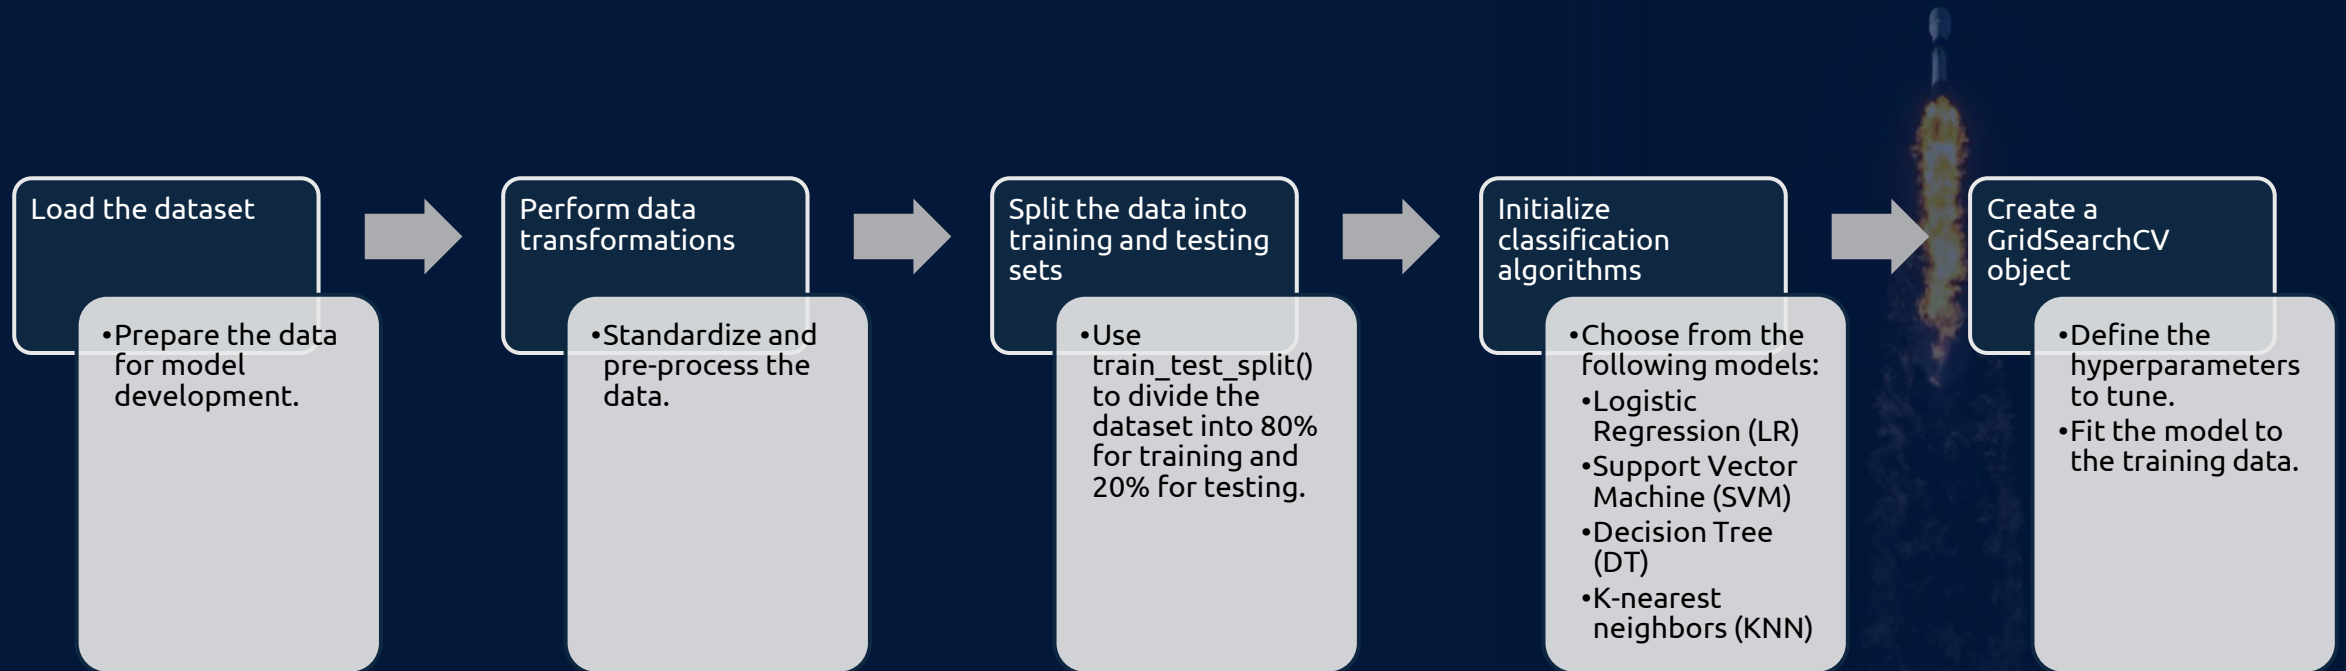 Load the dataset
•Prepare the data
for model
development.
Perform data
transformations
•Standardize and
pre-process the
data.
Split the data into
training and testing
sets
•Use
train_test_split()
to divide the
dataset into 80%
for training and
20% for testing.
Initialize
classification
algorithms
•Choose from the
following models:
•Logistic
Regression (LR)
•Support Vector
Machine (SVM)
•Decision Tree
(DT)
•K-nearest
neighbors (KNN)
Create a
GridSearchCV
object
•Define the
hyperparameters
to tune.
•Fit the model to
the training data.